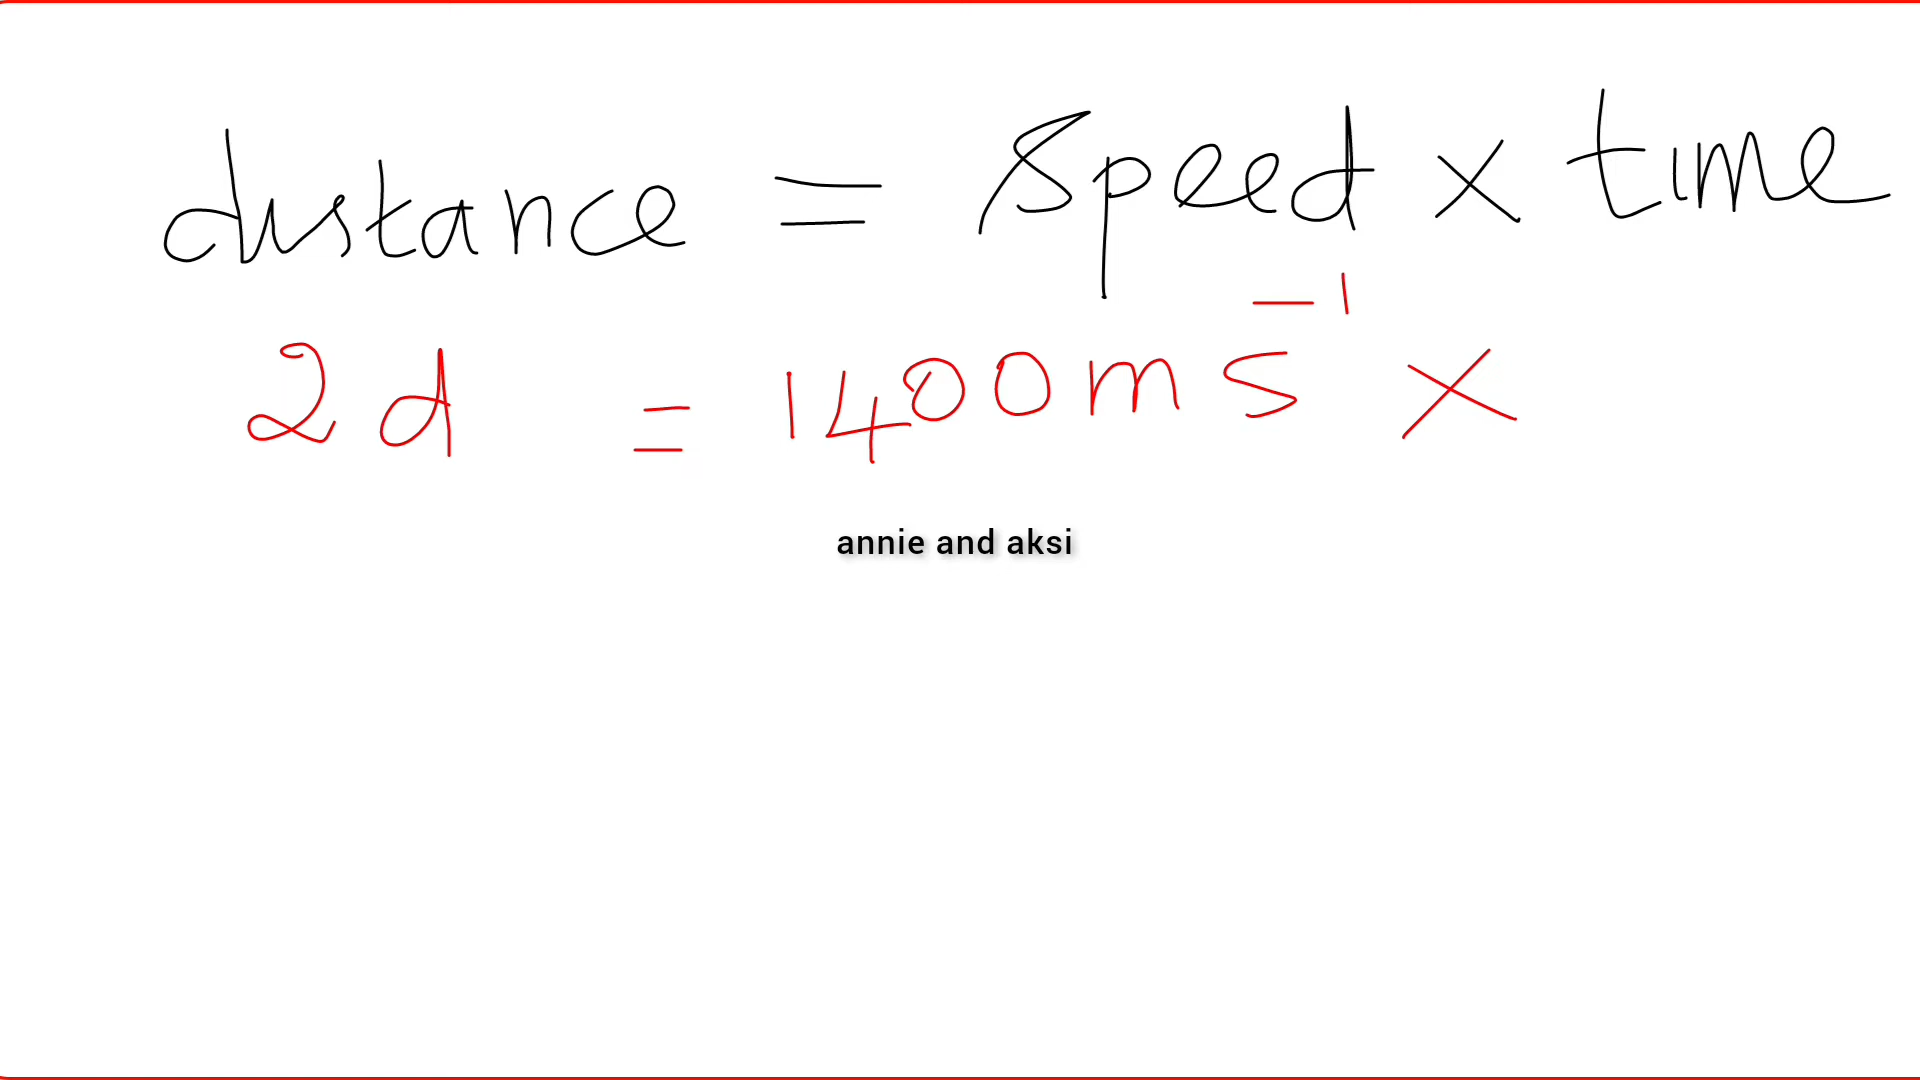 distance = speed × time
2d = 1400ms⁻¹ ×
annie and aksi